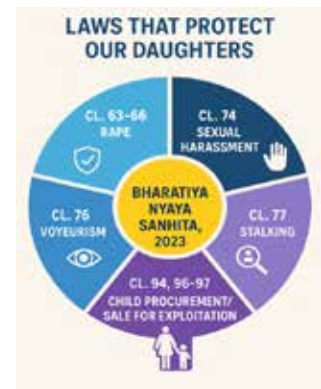 LAWS THAT PROTECT
OUR DAUGHTERS
CL. 63-66
RAPE
CL. 74
SEXUAL
HARASSMENT
CL. 76
VOYEURISM
BHARATIYA
NYAYA
SANHITA,
2023
CL. 77
STALKING
CL. 94, 96-97
CHILD PROCUREMENT/
SALE FOR EXPLOITATION